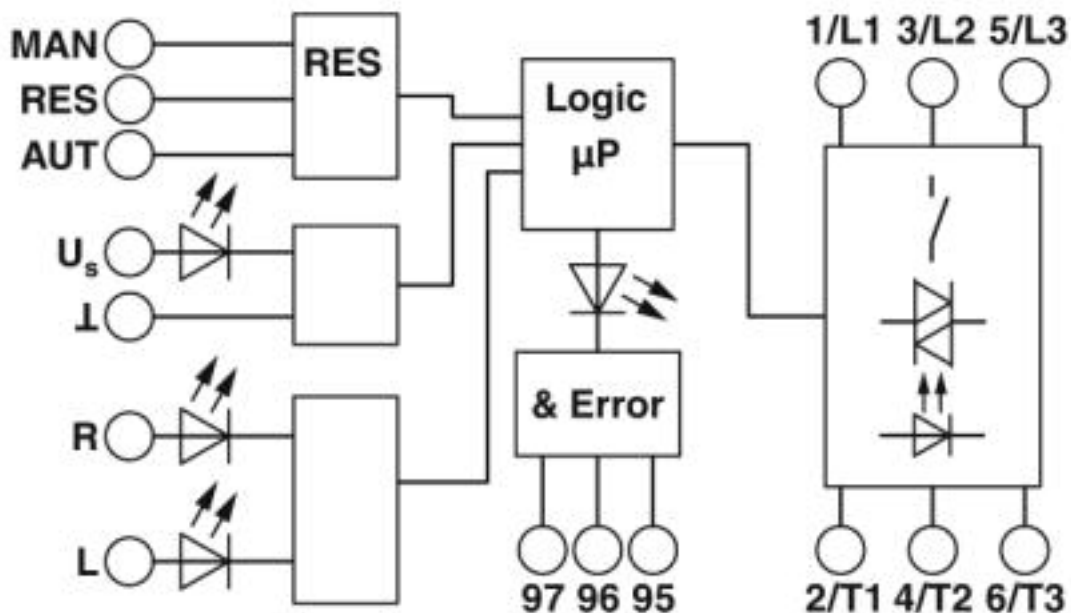 MAN
RES
AUT
RES
U_s
⊥
R
L
Logic
µP
& Error
97 96 95
1/L1 3/L2 5/L3
2/T1 4/T2 6/T3